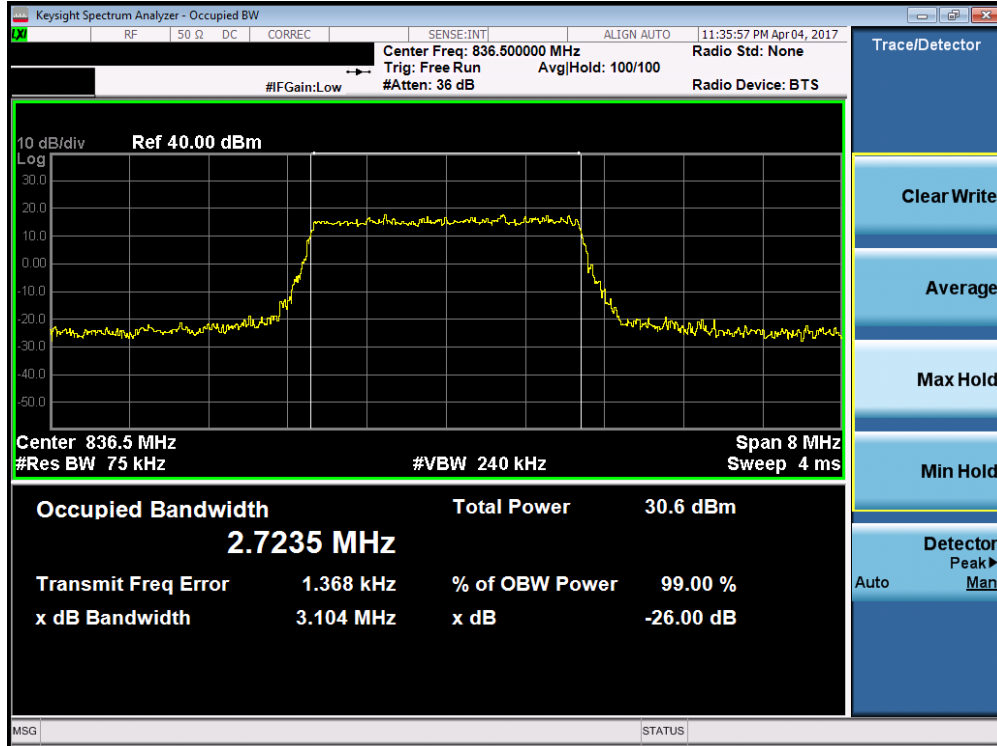 Keysight Spectrum Analyzer - Occupied BW
LXI RF 50 Ω DC CORREC SENSE:INT ALIGN AUTO 11:35:57 PM Apr 04, 2017
Center Freq: 836.500000 MHz Radio Std: None
Trig: Free Run Avg|Hold: 100/100
#IFGain:Low #Atten: 36 dB Radio Device: BTS
Trace/Detector
10 dB/div Ref 40.00 dBm
Log
30.0
20.0
10.0
0.00
-10.0
-20.0
-30.0
-40.0
-50.0
Center 836.5 MHz Span 8 MHz
#Res BW 75 kHz #VBW 240 kHz Sweep 4 ms
Occupied Bandwidth Total Power 30.6 dBm
2.7235 MHz
Transmit Freq Error 1.368 kHz % of OBW Power 99.00 %
x dB Bandwidth 3.104 MHz x dB -26.00 dB
Clear Write
Average
Max Hold
Min Hold
Detector
Peak▶
Auto Man
MSG STATUS